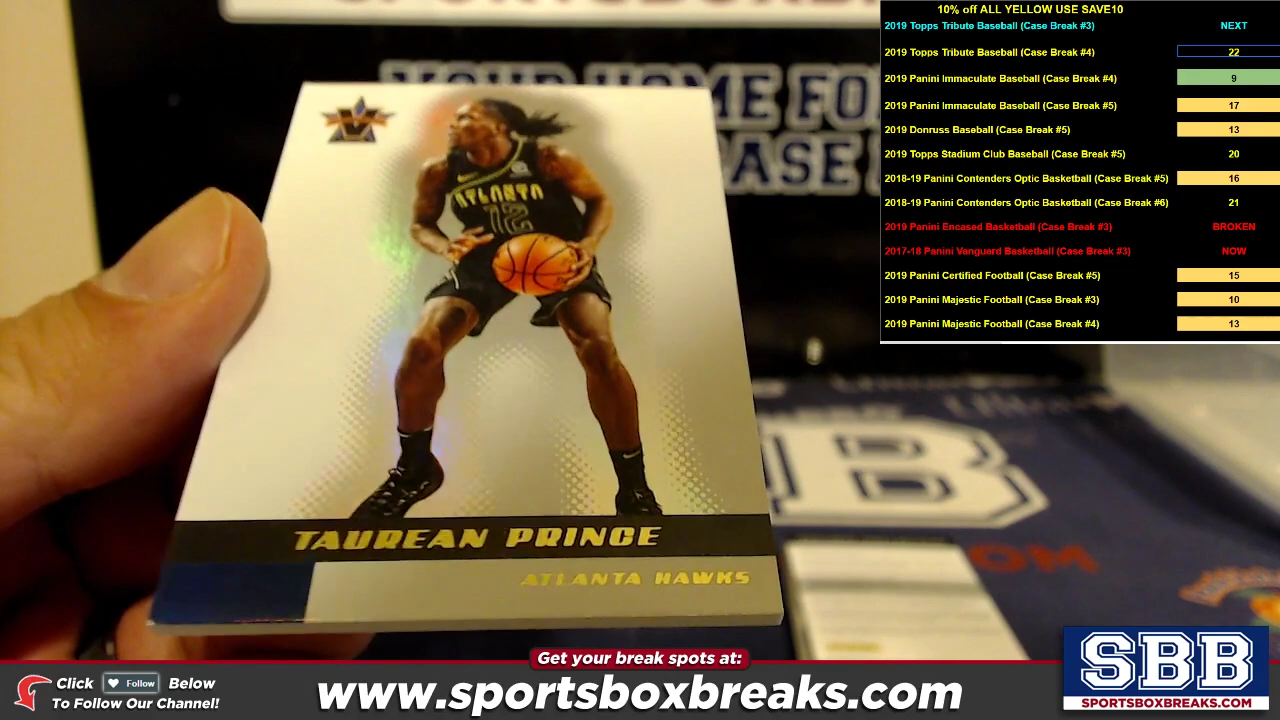 10% off ALL YELLOW USE SAVE10
2019 Topps Tribute Baseball (Case Break #3) NEXT
2019 Topps Tribute Baseball (Case Break #4) 22
2019 Panini Immaculate Baseball (Case Break #4) 9
2019 Panini Immaculate Baseball (Case Break #5) 17
2019 Donruss Baseball (Case Break #5) 13
2019 Topps Stadium Club Baseball (Case Break #5) 20
2018-19 Panini Contenders Optic Basketball (Case Break #5) 16
2018-19 Panini Contenders Optic Basketball (Case Break #6) 21
2019 Panini Encased Basketball (Case Break #3) BROKEN
2017-18 Panini Vanguard Basketball (Case Break #3) NOW
2019 Panini Certified Football (Case Break #5) 15
2019 Panini Majestic Football (Case Break #3) 10
2019 Panini Majestic Football (Case Break #4) 13
YOUR HOME FO
ASE
V
ATLANTA
12
B
OM
TAUREAN PRINCE
ATLANTA HAWKS
Get your break spots at:
www.sportsboxbreaks.com
Click Follow Below
To Follow Our Channel!
SBB
SPORTSBOXBREAKS.COM